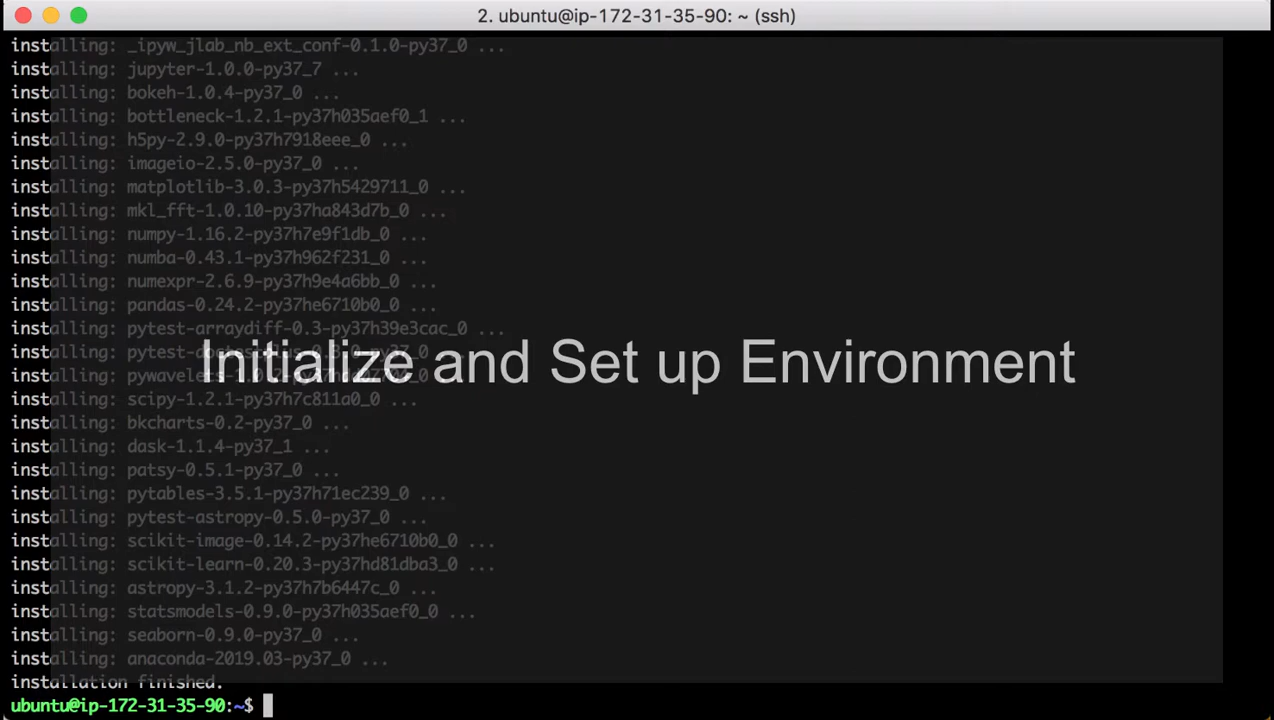 2. ubuntu@ip-172-31-35-90: ~ (ssh)
installing: _ipyw_jlab_nb_ext_conf-0.1.0-py37_0 ...
installing: jupyter-1.0.0-py37_7 ...
installing: bokeh-1.0.4-py37_0 ...
installing: bottleneck-1.2.1-py37h035aef0_1 ...
installing: h5py-2.9.0-py37h7918eee_0 ...
installing: imageio-2.5.0-py37_0 ...
installing: matplotlib-3.0.3-py37h5429711_0 ...
installing: mkl_fft-1.0.10-py37ha843d7b_0 ...
installing: numpy-1.16.2-py37h7e9f1db_0 ...
installing: numba-0.43.1-py37h962f231_0 ...
installing: numexpr-2.6.9-py37h9e4a6bb_0 ...
installing: pandas-0.24.2-py37he6710b0_0 ...
installing: pytest-arraydiff-0.3-py37h39e3cac_0 ...
installing: ...
Initialize and Set up Environment
installing: ...
installing: scipy-1.2.1-py37h7c811a0_0 ...
installing: bkcharts-0.2-py37_0 ...
installing: dask-1.1.4-py37_1 ...
installing: patsy-0.5.1-py37_0 ...
installing: pytables-3.5.1-py37h71ec239_0 ...
installing: pytest-astropy-0.5.0-py37_0 ...
installing: scikit-image-0.14.2-py37he6710b0_0 ...
installing: scikit-learn-0.20.3-py37hd81dba3_0 ...
installing: astropy-3.1.2-py37h7b6447c_0 ...
installing: statsmodels-0.9.0-py37h035aef0_0 ...
installing: seaborn-0.9.0-py37_0 ...
installing: anaconda-2019.03-py37_0 ...
installation finished.
ubuntu@ip-172-31-35-90:~$